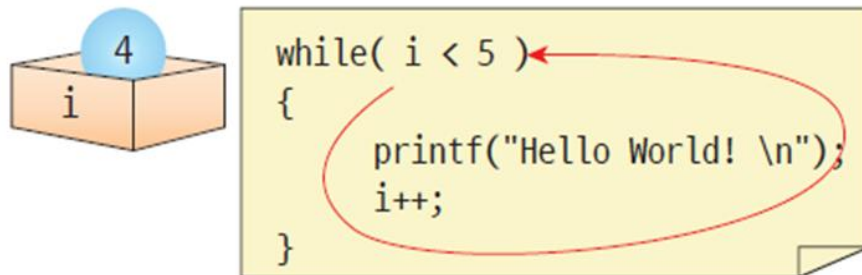 4
i
while( i < 5 )
{
printf("Hello World! \n");
i++;
}